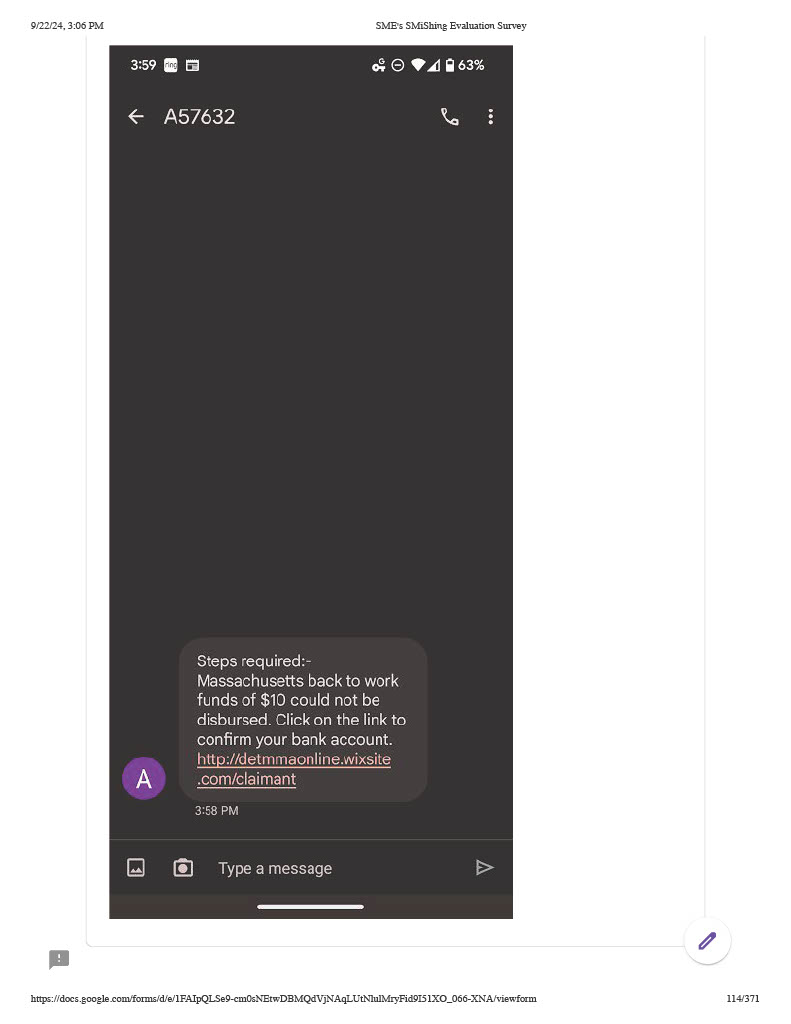 9/22/24, 3:06 PM
SME's SMiShing Evaluation Survey
3:59
ring
63%
A57632
Steps required:-
Massachusetts back to work
funds of $10 could not be
disbursed. Click on the link to
confirm your bank account.
http://detmmaonline.wixsite
.com/claimant
A
3:58 PM
Type a message
https://docs.google.com/forms/d/e/1FAIpQLSe9-cm0sNEtwDBMQdVjNAqLUtNlulMryFid9I51XO_066-XNA/viewform
114/371